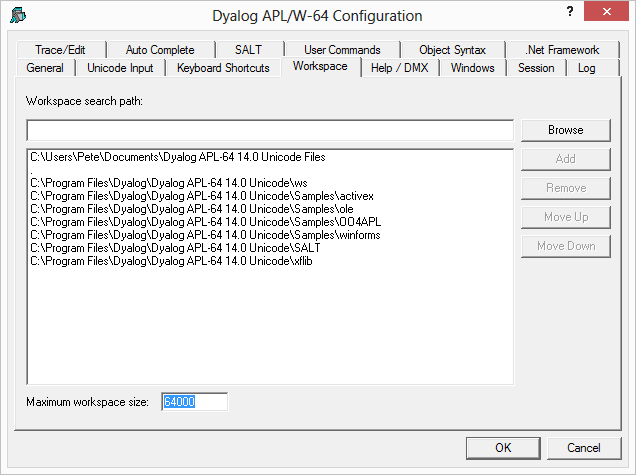 Dyalog APL/W-64 Configuration
?
Trace/Edit Auto Complete SALT User Commands Object Syntax .Net Framework
General Unicode Input Keyboard Shortcuts Workspace Help / DMX Windows Session Log
Workspace search path:
Browse
C:\Users\Pete\Documents\Dyalog APL-64 14.0 Unicode Files
Add
.
C:\Program Files\Dyalog\Dyalog APL-64 14.0 Unicode\ws
Remove
C:\Program Files\Dyalog\Dyalog APL-64 14.0 Unicode\Samples\activex
C:\Program Files\Dyalog\Dyalog APL-64 14.0 Unicode\Samples\ole
Move Up
C:\Program Files\Dyalog\Dyalog APL-64 14.0 Unicode\Samples\OO4APL
C:\Program Files\Dyalog\Dyalog APL-64 14.0 Unicode\Samples\winforms
Move Down
C:\Program Files\Dyalog\Dyalog APL-64 14.0 Unicode\SALT
C:\Program Files\Dyalog\Dyalog APL-64 14.0 Unicode\xflib
Maximum workspace size: 64000
OK Cancel